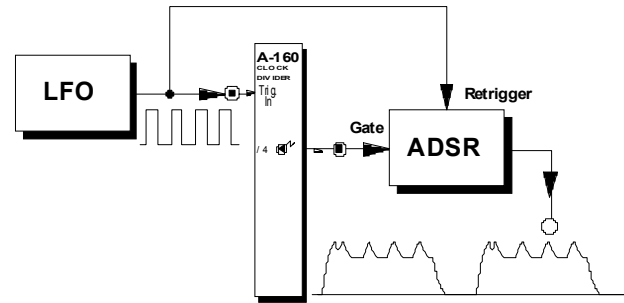 LFO
A-160
CLOCK
DIVIDER
Trig.
In
/ 4
Gate
Retrigger
ADSR